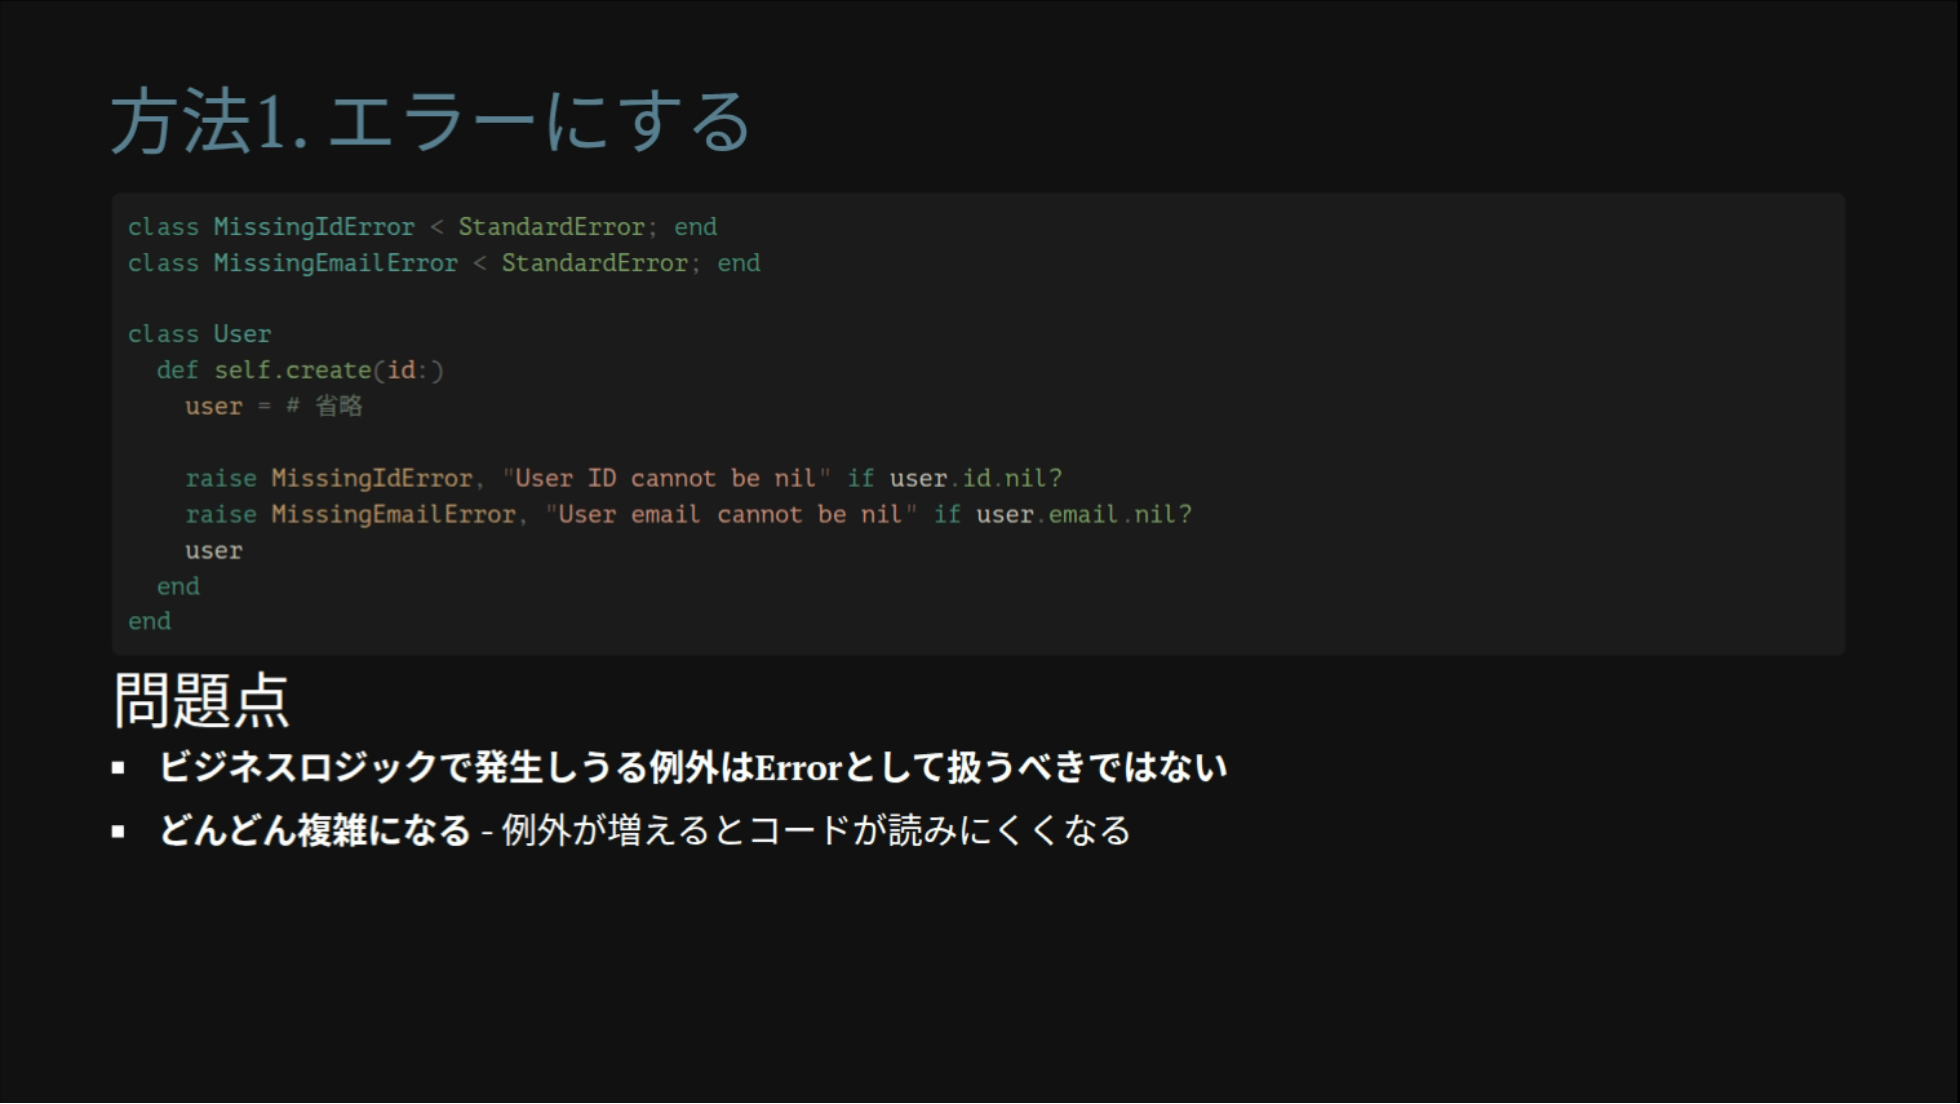 方法1. エラーにする
class MissingIdError < StandardError; end
class MissingEmailError < StandardError; end
class User
  def self.create(id:)
    user = # 省略
    raise MissingIdError, "User ID cannot be nil" if user.id.nil?
    raise MissingEmailError, "User email cannot be nil" if user.email.nil?
    user
  end
end
問題点
▪ ビジネスロジックで発生しうる例外はErrorとして扱うべきではない
▪ どんどん複雑になる - 例外が増えるとコードが読みにくくなる